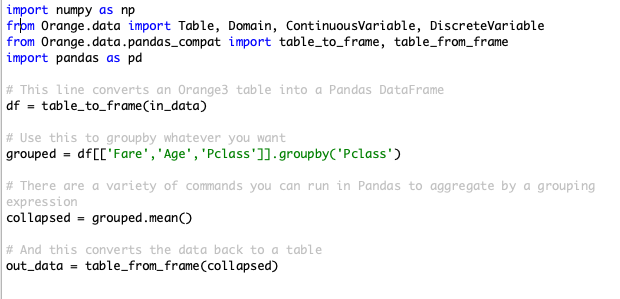 import numpy as np
from Orange.data import Table, Domain, ContinuousVariable, DiscreteVariable
from Orange.data.pandas_compat import table_to_frame, table_from_frame
import pandas as pd
# This line converts an Orange3 table into a Pandas DataFrame
df = table_to_frame(in_data)
# Use this to groupby whatever you want
grouped = df[['Fare','Age','Pclass']].groupby('Pclass')
# There are a variety of commands you can run in Pandas to aggregate by a grouping
expression
collapsed = grouped.mean()
# And this converts the data back to a table
out_data = table_from_frame(collapsed)